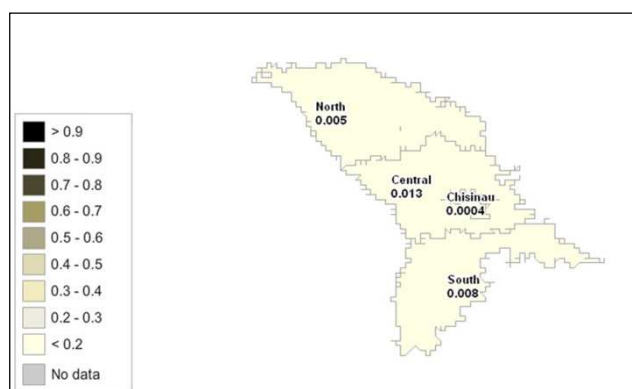 > 0.9
0.8 - 0.9
0.7 - 0.8
0.6 - 0.7
0.5 - 0.6
0.4 - 0.5
0.3 - 0.4
0.2 - 0.3
< 0.2
No data
North
0.005
Central
0.013
Chisinau
0.0004
South
0.008